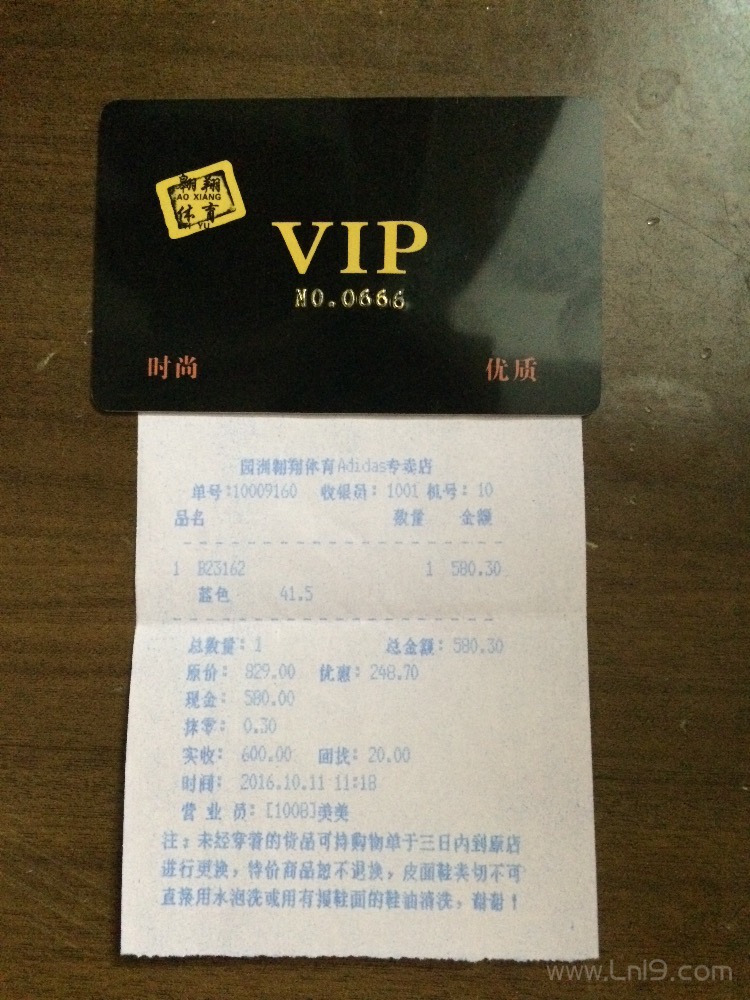 翱翔
AO XIANG
体育
TI YU
VIP
NO.0666
时尚
优质
园洲翱翔体育Adidas专卖店
单号:10009160 收银员: 1001 机号: 10
品名 数量 金额
1 BZ3162 1 580.30
蓝色 41.5
总数量: 1 总金额: 580.30
原价: 829.00 优惠: 248.70
现金: 580.00
抹零: 0.30
实收: 600.00 回找: 20.00
时间: 2016.10.11 11:18
营业员: [1008]美美
注:未经穿着的货品可持购物单于三日内到原店
进行更换,特价商品恕不退换,皮面鞋类切不可
直接用水泡洗或用有损鞋面的鞋油清洗,谢谢!
www.Lnl9.com